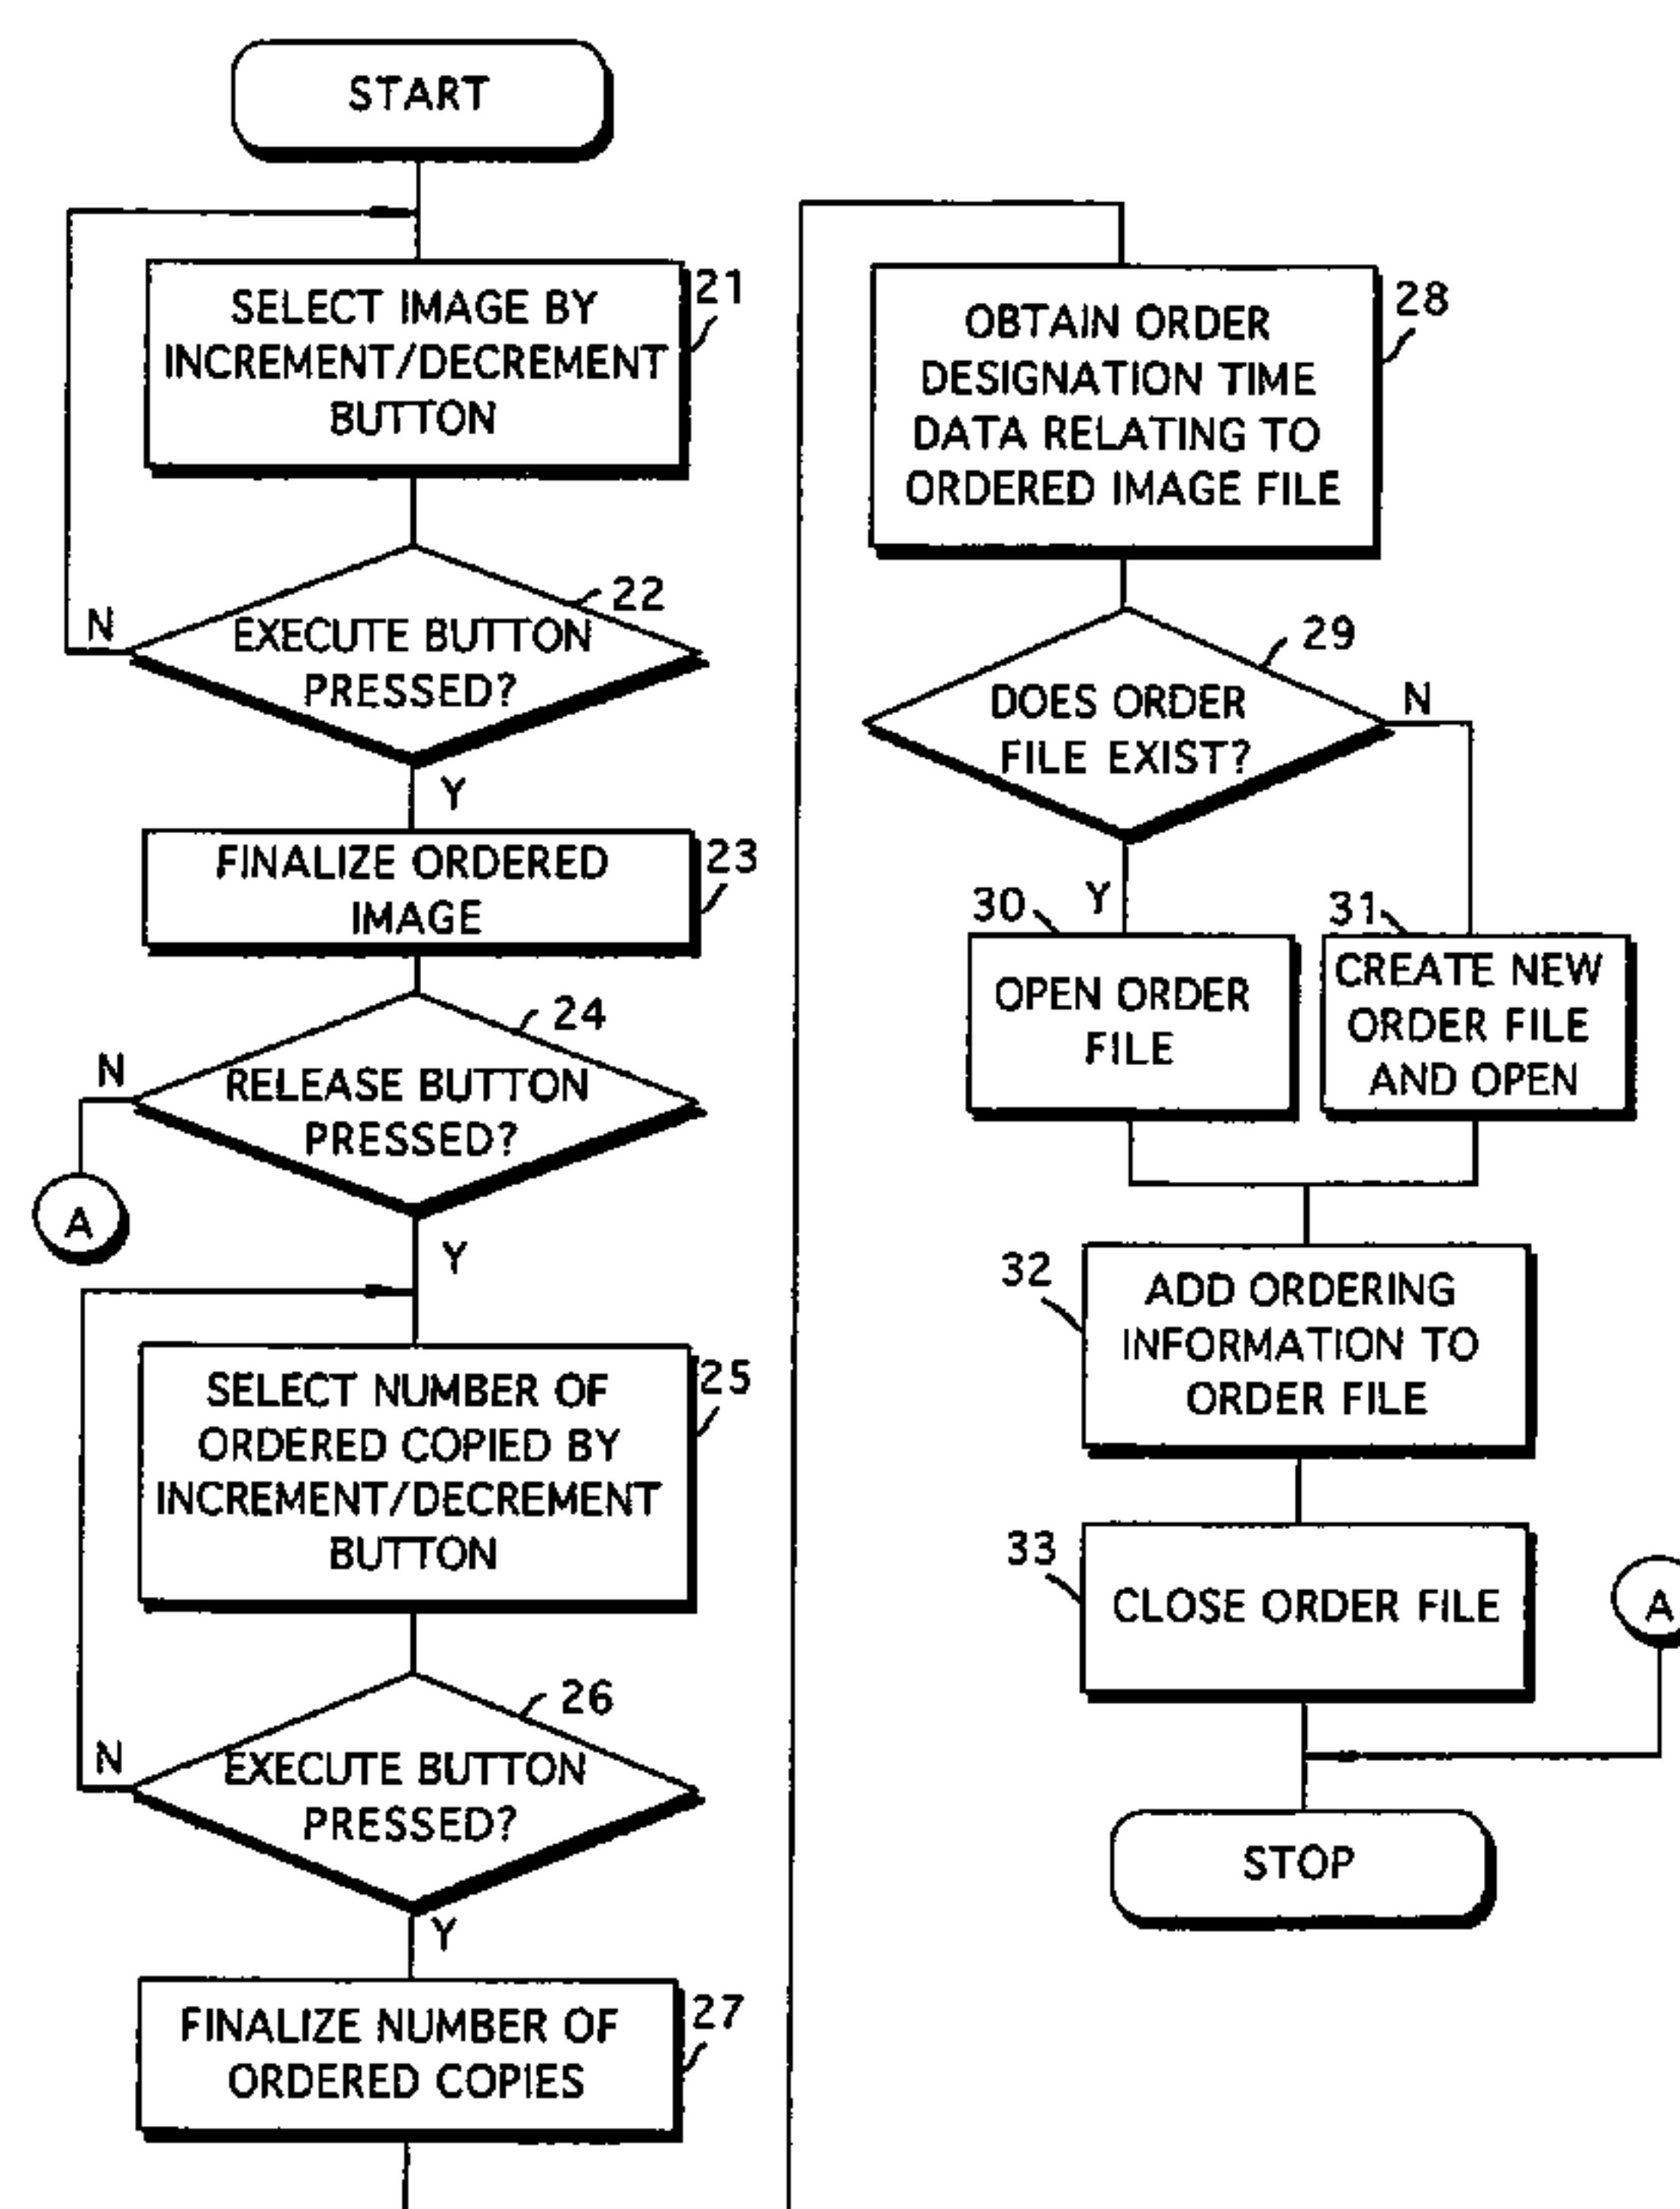 START
21
SELECT IMAGE BY
INCREMENT/DECREMENT
BUTTON
22
N
EXECUTE BUTTON
PRESSED?
Y
23
FINALIZE ORDERED
IMAGE
24
N
RELEASE BUTTON
PRESSED?
A
Y
25
SELECT NUMBER OF
ORDERED COPIED BY
INCREMENT/DECREMENT
BUTTON
26
N
EXECUTE BUTTON
PRESSED?
Y
27
FINALIZE NUMBER OF
ORDERED COPIES
28
OBTAIN ORDER
DESIGNATION TIME
DATA RELATING TO
ORDERED IMAGE FILE
29
N
DOES ORDER
FILE EXIST?
Y
30
OPEN ORDER
FILE
31
CREATE NEW
ORDER FILE
AND OPEN
32
ADD ORDERING
INFORMATION TO
ORDER FILE
33
CLOSE ORDER FILE
A
STOP